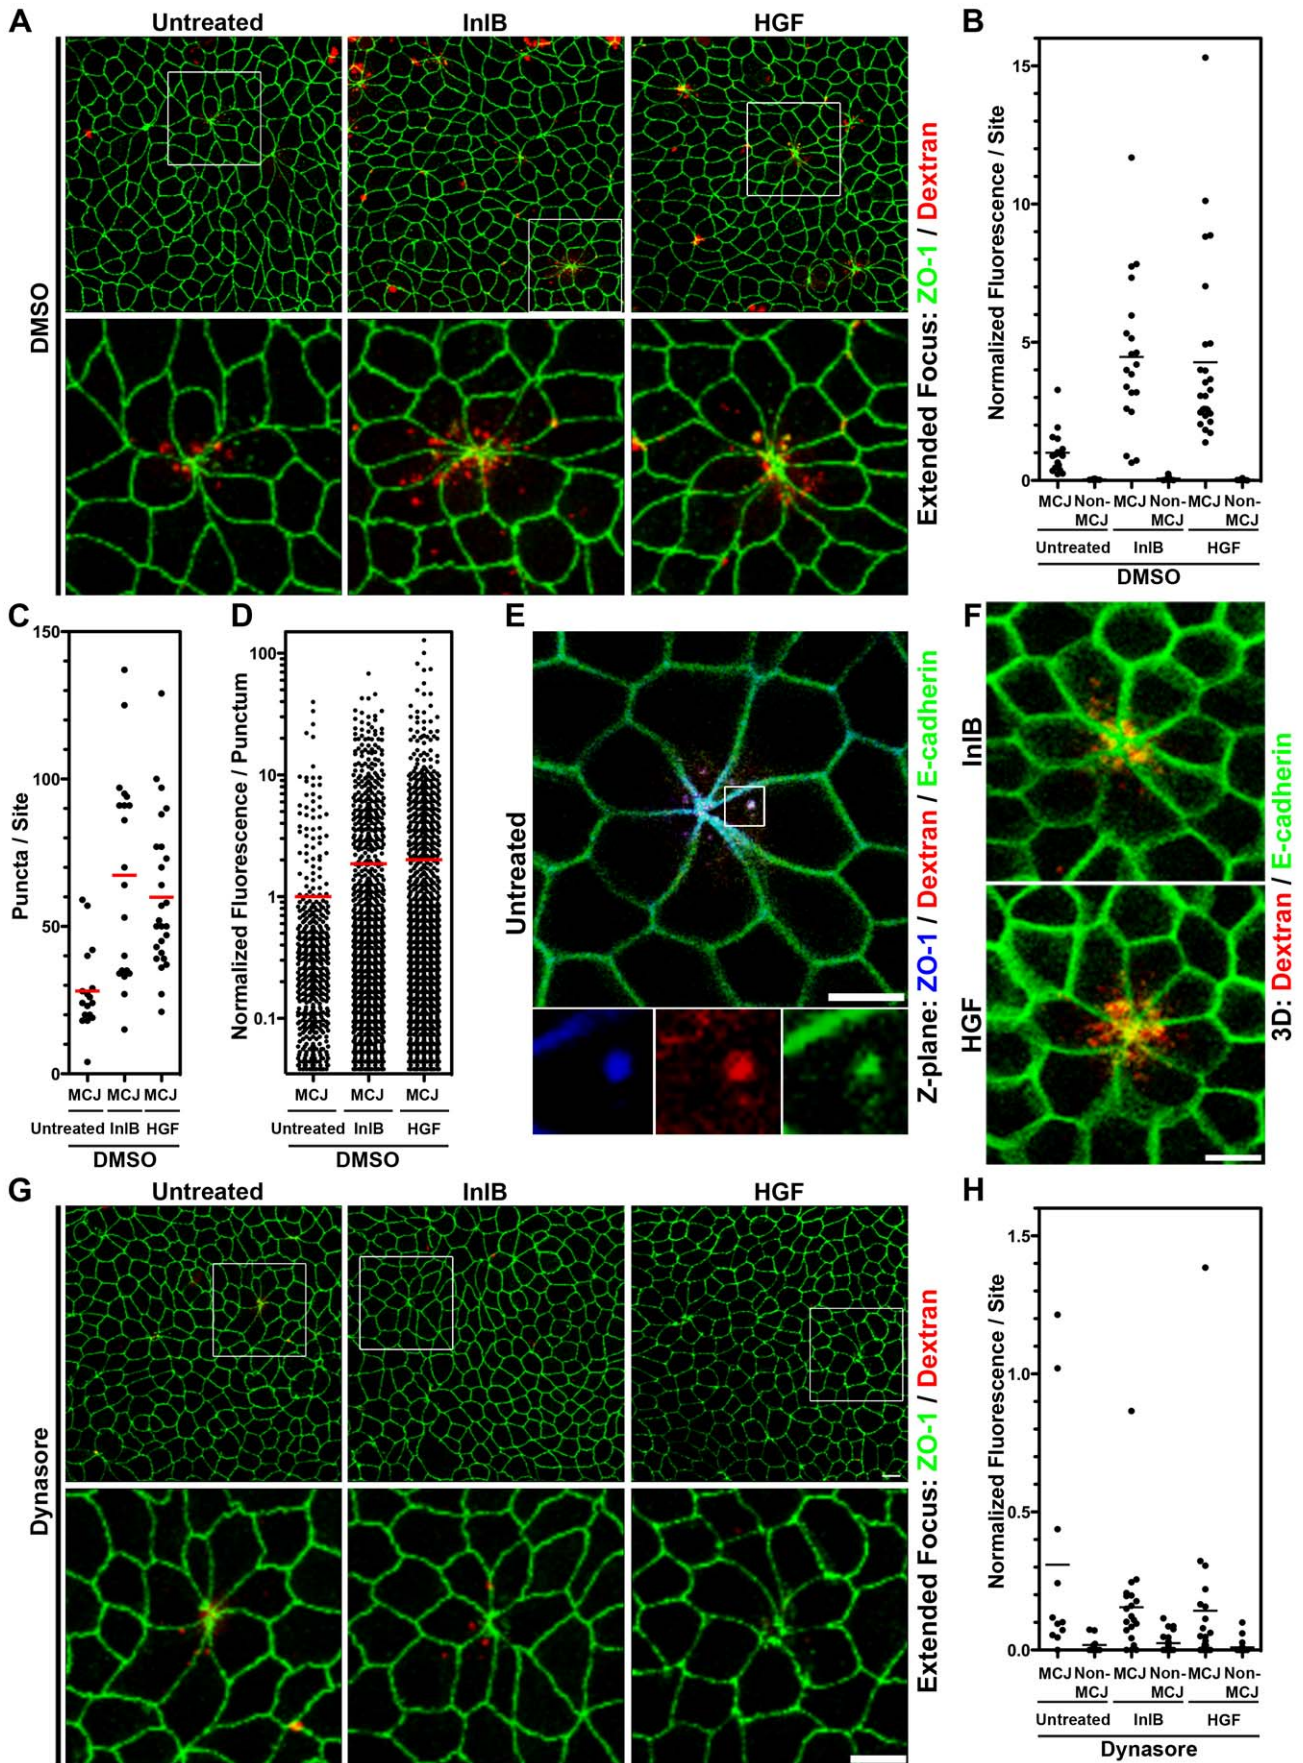 A
Untreated
InlB
HGF
DMSO
Extended Focus: ZO-1 / Dextran
B
Normalized Fluorescence / Site
15
10
5
0
MCJ Non-MCJ MCJ Non-MCJ MCJ Non-MCJ
Untreated InlB HGF
DMSO
C
Puncta / Site
150
100
50
0
MCJ MCJ MCJ
Untreated InlB HGF
DMSO
D
Normalized Fluorescence / Punctum
100
10
1
0.1
MCJ MCJ MCJ
Untreated InlB HGF
DMSO
E
Untreated
Z-plane: ZO-1 / Dextran / E-cadherin
F
InlB
HGF
3D: Dextran / E-cadherin
G
Untreated
InlB
HGF
Dynasore
Extended Focus: ZO-1 / Dextran
H
Normalized Fluorescence / Site
1.5
1.0
0.5
0.0
MCJ Non-MCJ MCJ Non-MCJ MCJ Non-MCJ
Untreated InlB HGF
Dynasore